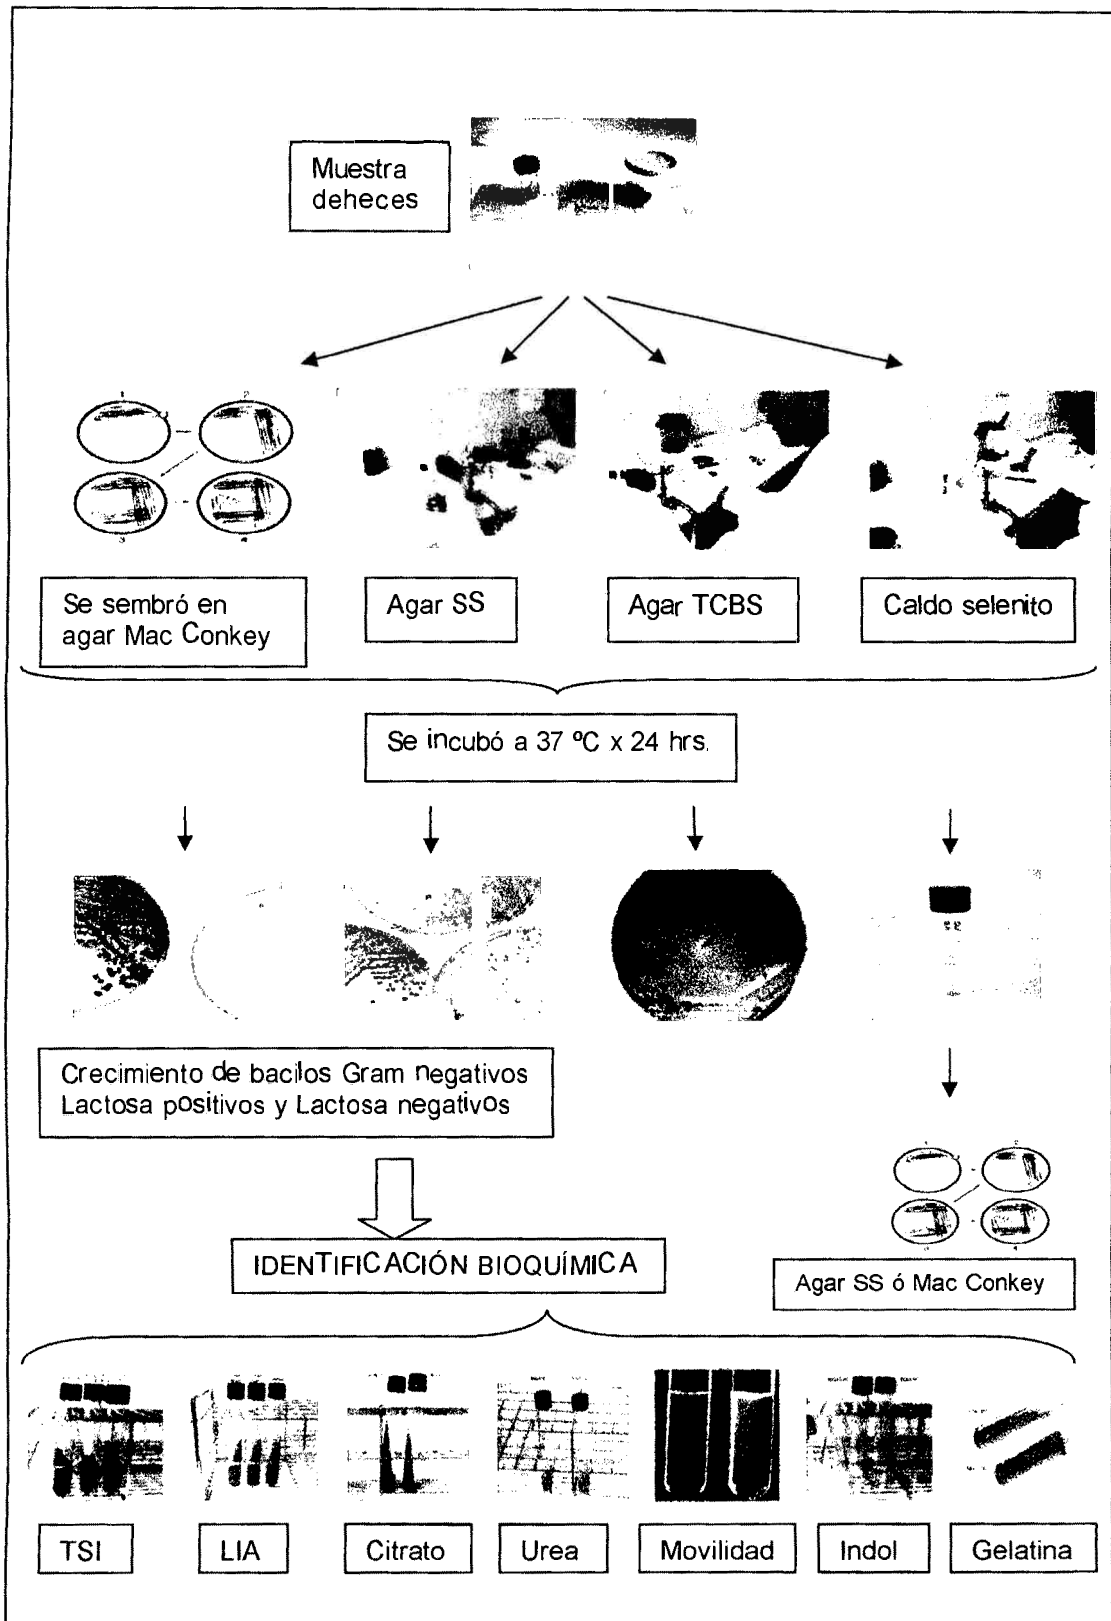 Muestra
deheces
Se sembró en
agar Mac Conkey
Agar SS
Agar TCBS
Caldo selenito
Se incubó a 37 ºC x 24 hrs.
Crecimiento de bacilos Gram negativos
Lactosa positivos y Lactosa negativos
IDENTIFICACIÓN BIOQUÍMICA
Agar SS ó Mac Conkey
TSI
LIA
Citrato
Urea
Movilidad
Indol
Gelatina